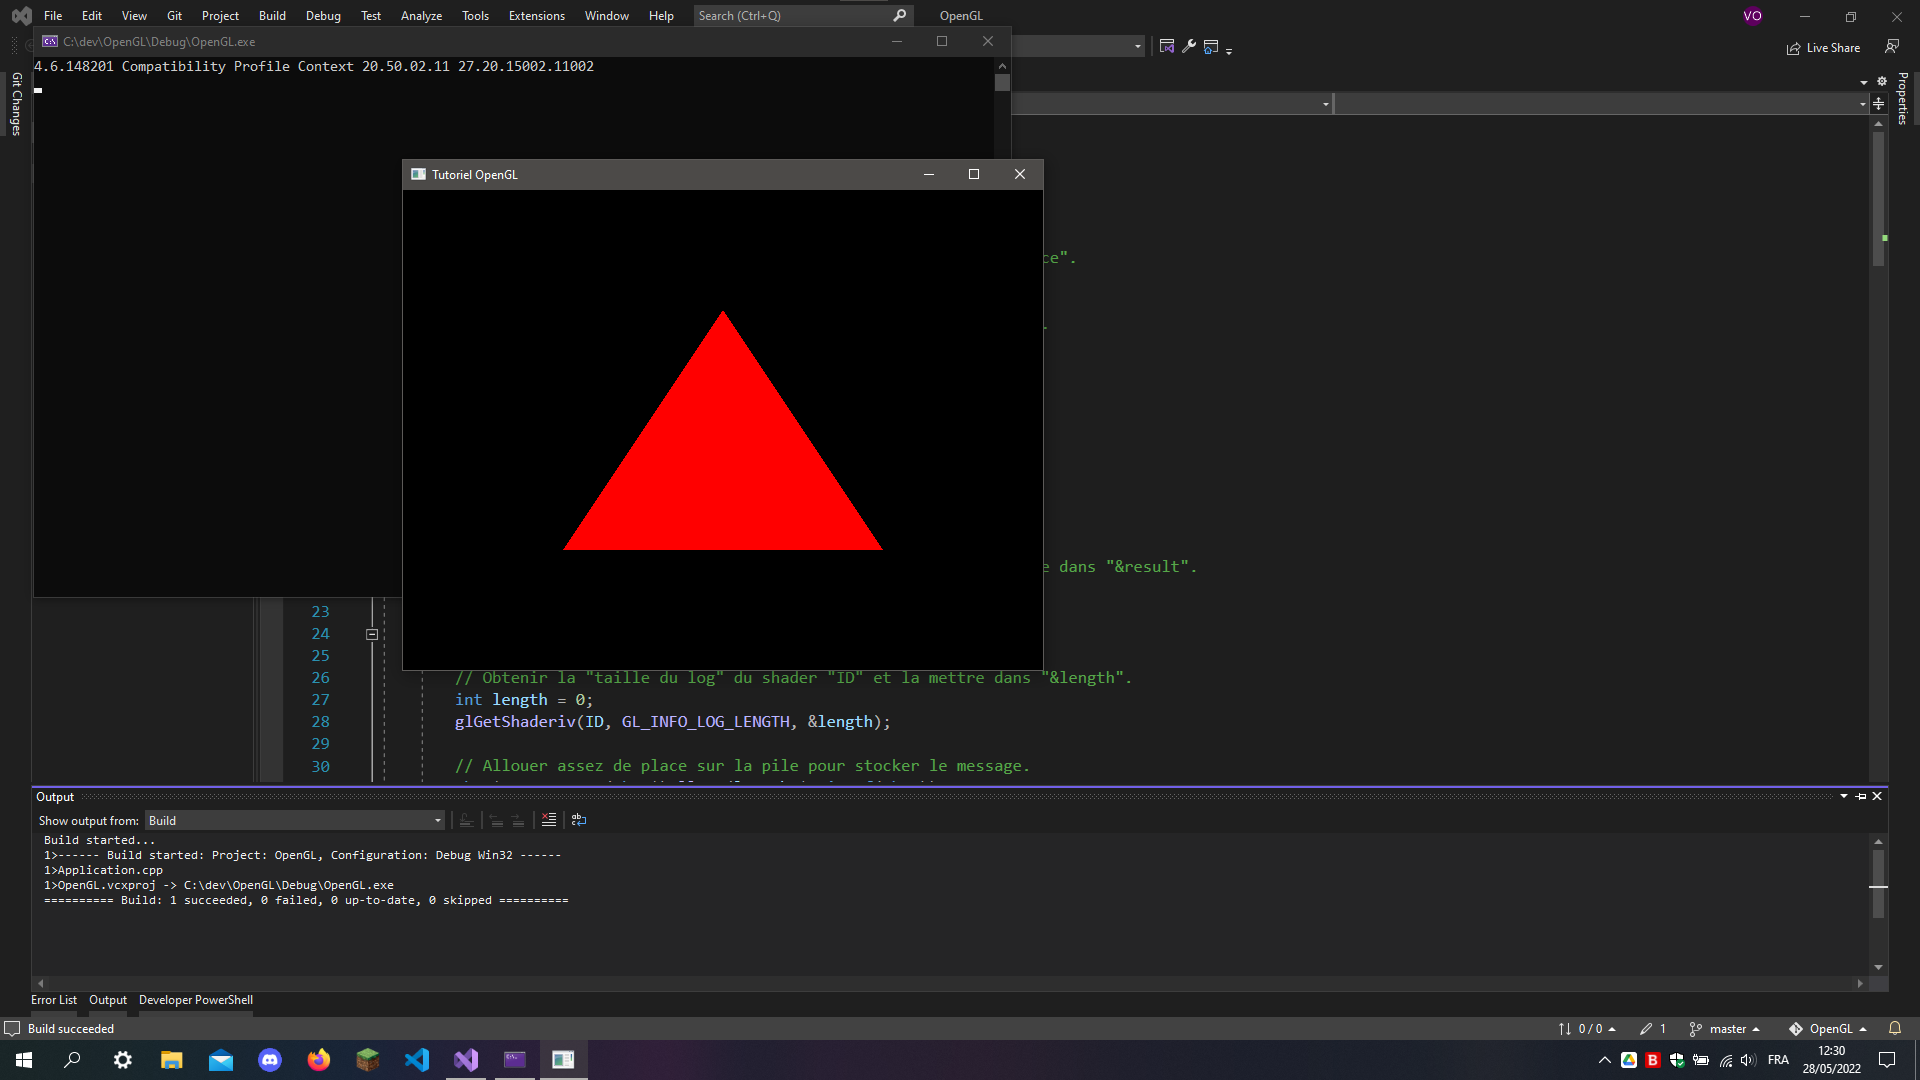 File Edit View Git Project Build Debug Test Analyze Tools Extensions Window Help Search (Ctrl+Q) OpenGL VO
C:\dev\OpenGL\Debug\OpenGL.exe
Live Share
4.6.148201 Compatibility Profile Context 20.50.02.11 27.20.15002.11002
Git Changes
Properties
Tutoriel OpenGL
ce".
e dans "&result".
23
24
25
26 // Obtenir la "taille du log" du shader "ID" et la mettre dans "&length".
27 int length = 0;
28 glGetShaderiv(ID, GL_INFO_LOG_LENGTH, &length);
29
30 // Allouer assez de place sur la pile pour stocker le message.
Output
Show output from: Build
Build started...
1>------ Build started: Project: OpenGL, Configuration: Debug Win32 ------
1>Application.cpp
1>OpenGL.vcxproj -> C:\dev\OpenGL\Debug\OpenGL.exe
========== Build: 1 succeeded, 0 failed, 0 up-to-date, 0 skipped ==========
Error List Output Developer PowerShell
Build succeeded 0 / 0 1 master OpenGL
FRA 12:30
28/05/2022